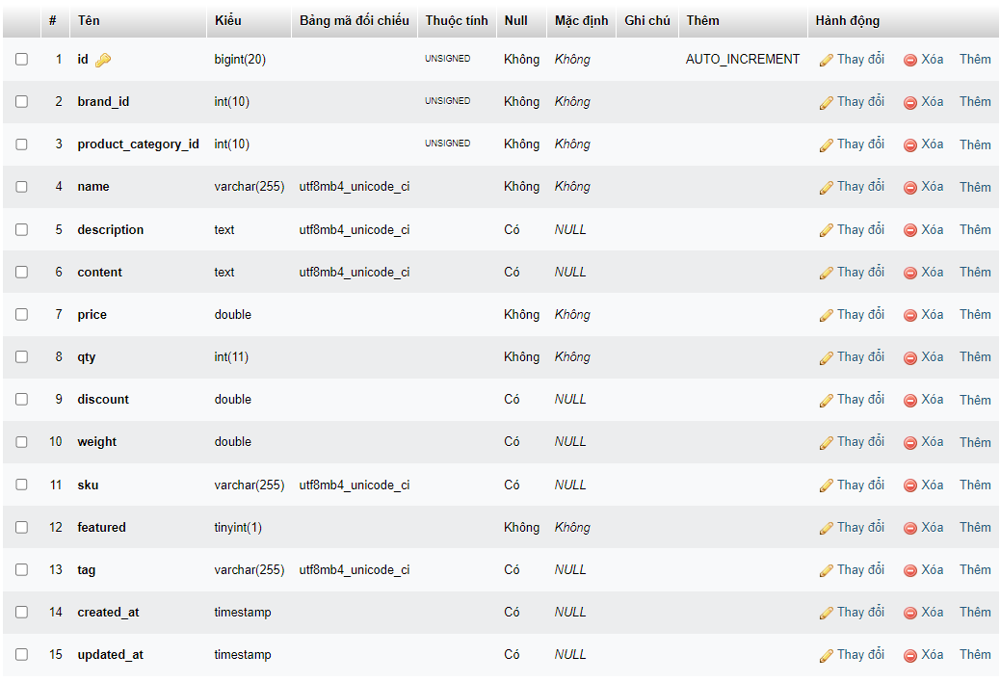 # Tên Kiểu Bảng mã đối chiếu Thuộc tính Null Mặc định Ghi chú Thêm Hành động
1 id bigint(20) UNSIGNED Không Không AUTO_INCREMENT Thay đổi Xóa Thêm
2 brand_id int(10) UNSIGNED Không Không Thay đổi Xóa Thêm
3 product_category_id int(10) UNSIGNED Không Không Thay đổi Xóa Thêm
4 name varchar(255) utf8mb4_unicode_ci Không Không Thay đổi Xóa Thêm
5 description text utf8mb4_unicode_ci Có NULL Thay đổi Xóa Thêm
6 content text utf8mb4_unicode_ci Có NULL Thay đổi Xóa Thêm
7 price double Không Không Thay đổi Xóa Thêm
8 qty int(11) Không Không Thay đổi Xóa Thêm
9 discount double Có NULL Thay đổi Xóa Thêm
10 weight double Có NULL Thay đổi Xóa Thêm
11 sku varchar(255) utf8mb4_unicode_ci Có NULL Thay đổi Xóa Thêm
12 featured tinyint(1) Không Không Thay đổi Xóa Thêm
13 tag varchar(255) utf8mb4_unicode_ci Có NULL Thay đổi Xóa Thêm
14 created_at timestamp Có NULL Thay đổi Xóa Thêm
15 updated_at timestamp Có NULL Thay đổi Xóa Thêm